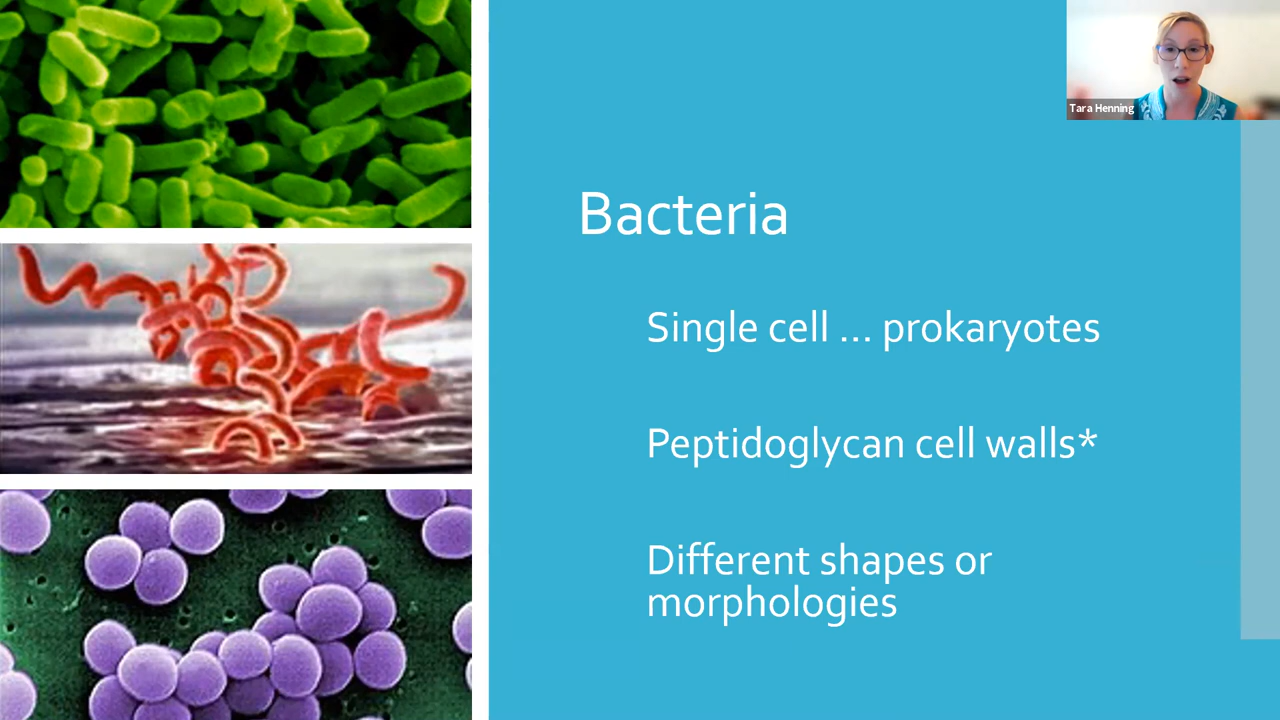 Tara Henning
Bacteria
Single cell ... prokaryotes
Peptidoglycan cell walls*
Different shapes or
morphologies